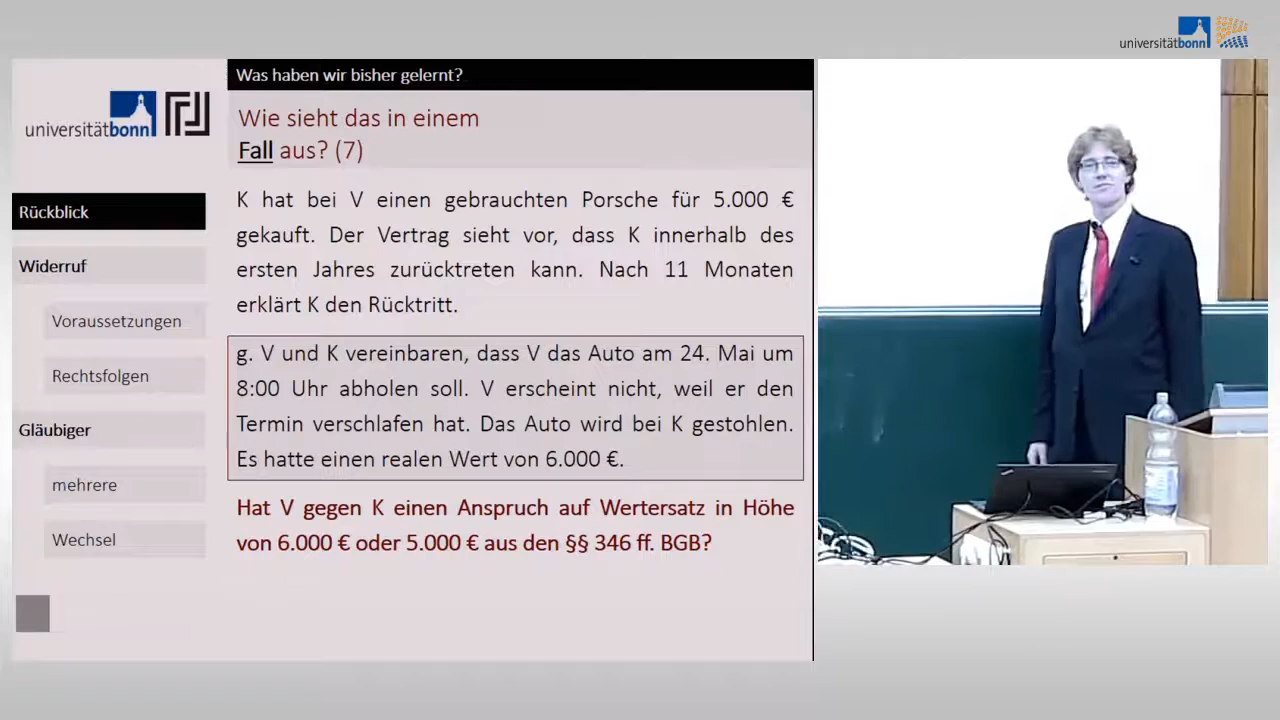 universitätbonn
Was haben wir bisher gelernt?
universitätbonn
Wie sieht das in einem
Fall aus? (7)
Rückblick
Widerruf
Voraussetzungen
Rechtsfolgen
Gläubiger
mehrere
Wechsel
K hat bei V einen gebrauchten Porsche für 5.000 €
gekauft. Der Vertrag sieht vor, dass K innerhalb des
ersten Jahres zurücktreten kann. Nach 11 Monaten
erklärt K den Rücktritt.
g. V und K vereinbaren, dass V das Auto am 24. Mai um
8:00 Uhr abholen soll. V erscheint nicht, weil er den
Termin verschlafen hat. Das Auto wird bei K gestohlen.
Es hatte einen realen Wert von 6.000 €.
Hat V gegen K einen Anspruch auf Wertersatz in Höhe
von 6.000 € oder 5.000 € aus den §§ 346 ff. BGB?